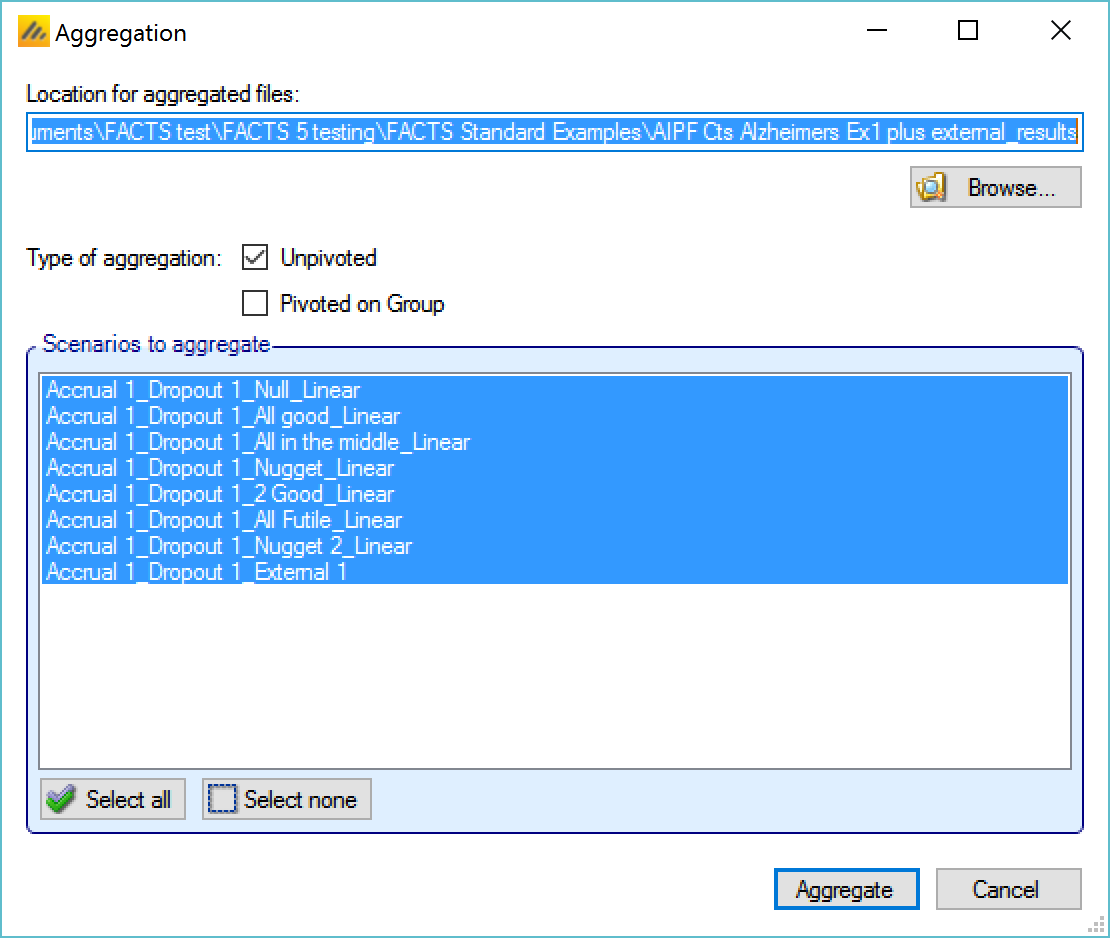 Aggregation
Location for aggregated files:
uments\FACTS test\FACTS 5 testing\FACTS Standard Examples\AIPF Cts Alzheimers Ex1 plus external_results
Browse...
Type of aggregation: Unpivoted
Pivoted on Group
Scenarios to aggregate
Accrual 1_Dropout 1_Null_Linear
Accrual 1_Dropout 1_All good_Linear
Accrual 1_Dropout 1_All in the middle_Linear
Accrual 1_Dropout 1_Nugget_Linear
Accrual 1_Dropout 1_2 Good_Linear
Accrual 1_Dropout 1_All Futile_Linear
Accrual 1_Dropout 1_Nugget 2_Linear
Accrual 1_Dropout 1_External 1
Select all Select none
Aggregate Cancel